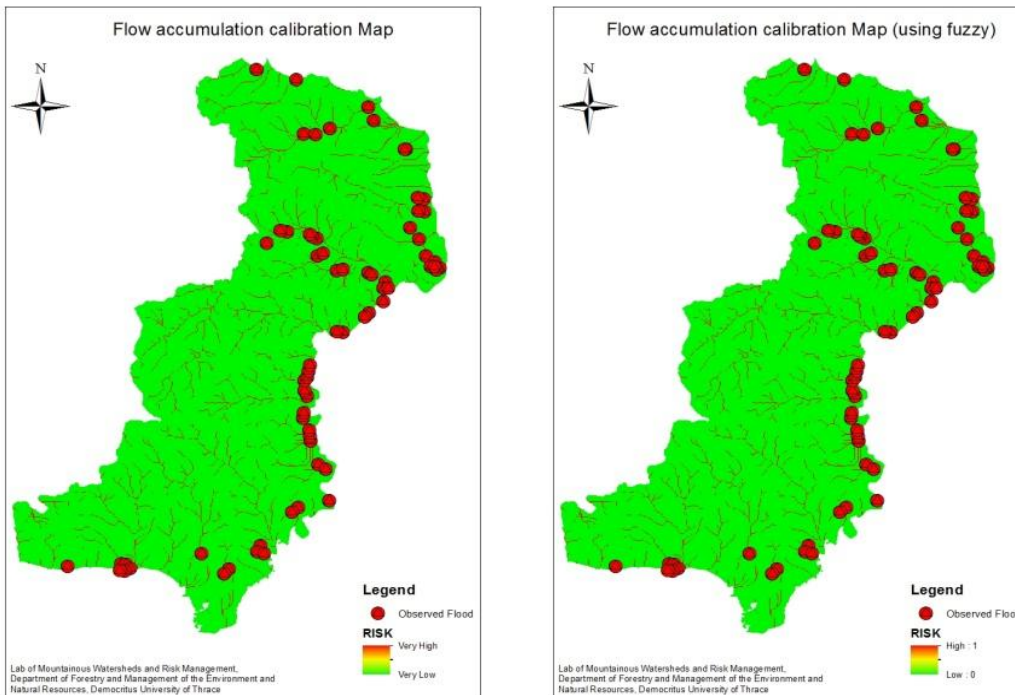 Flow accumulation calibration Map
N
Legend
Observed Flood
RISK
Very High
Very Low
Lab of Mountainous Watersheds and Risk Management,
Department of Forestry and Management of the Environment and
Natural Resources, Democritus University of Thrace
Flow accumulation calibration Map (using fuzzy)
N
Legend
Observed Flood
RISK
High : 1
Low : 0
Lab of Mountainous Watersheds and Risk Management,
Department of Forestry and Management of the Environment and
Natural Resources, Democritus University of Thrace